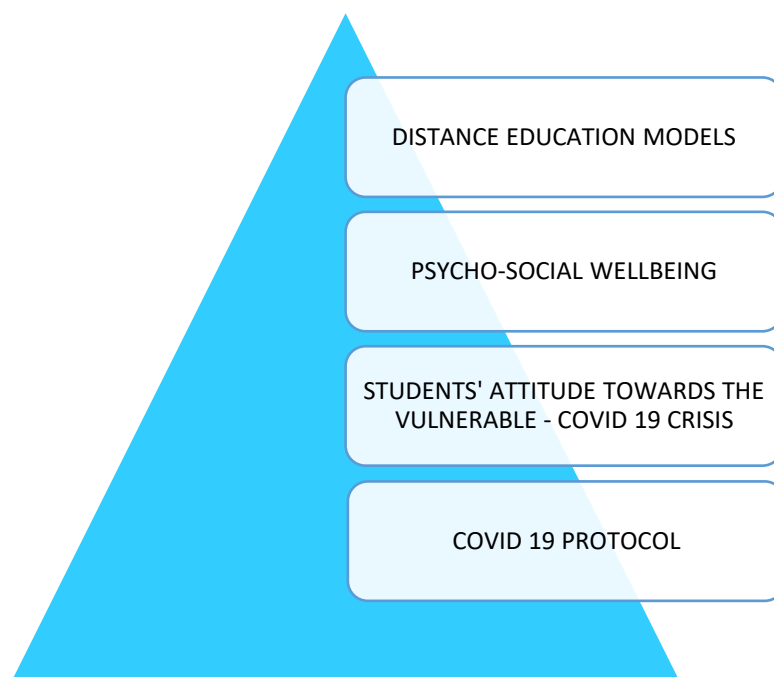 DISTANCE EDUCATION MODELS
PSYCHO-SOCIAL WELLBEING
STUDENTS' ATTITUDE TOWARDS THE
VULNERABLE - COVID 19 CRISIS
COVID 19 PROTOCOL